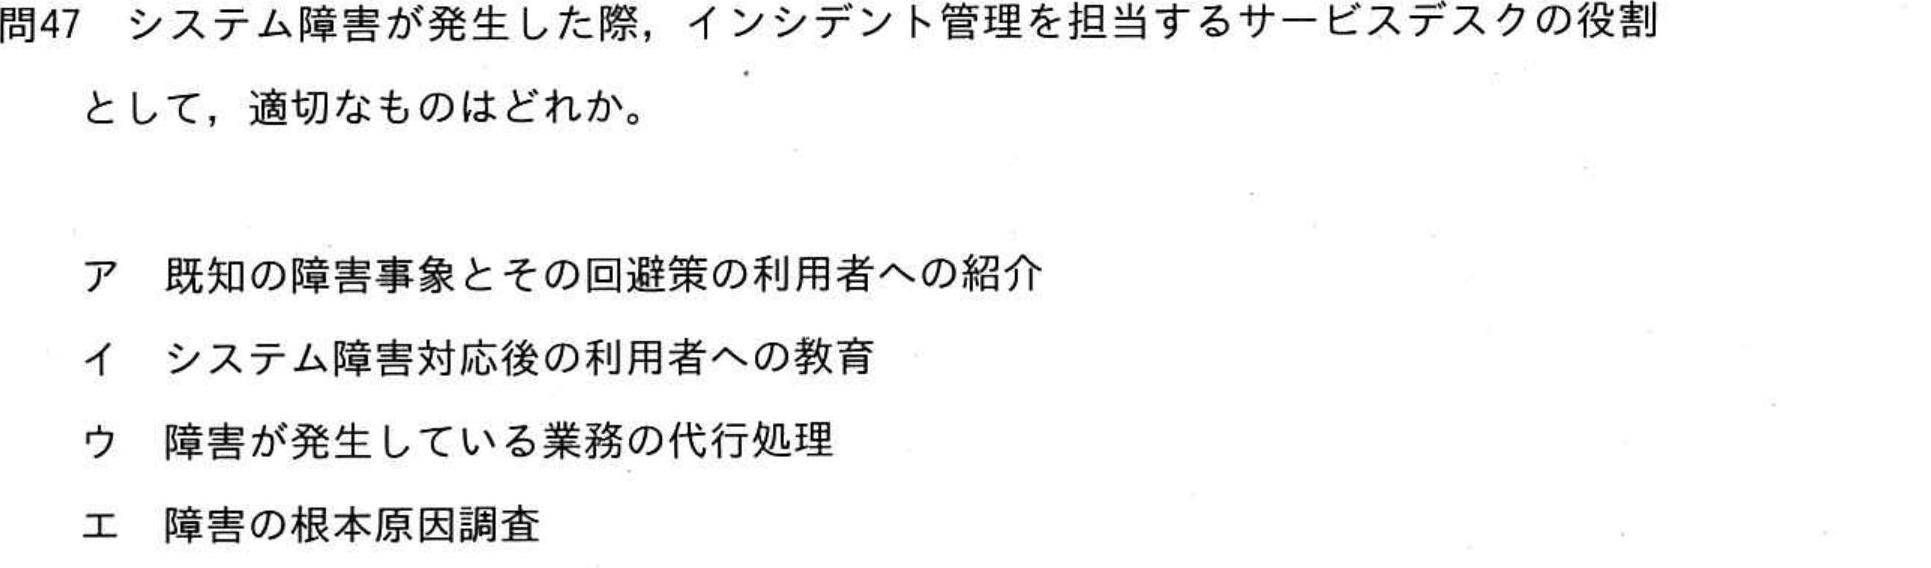 問47 システム障害が発生した際，インシデント管理を担当するサービスデスクの役割
として，適切なものはどれか。
ア 既知の障害事象とその回避策の利用者への紹介
イ システム障害対応後の利用者への教育
ウ 障害が発生している業務の代行処理
エ 障害の根本原因調査